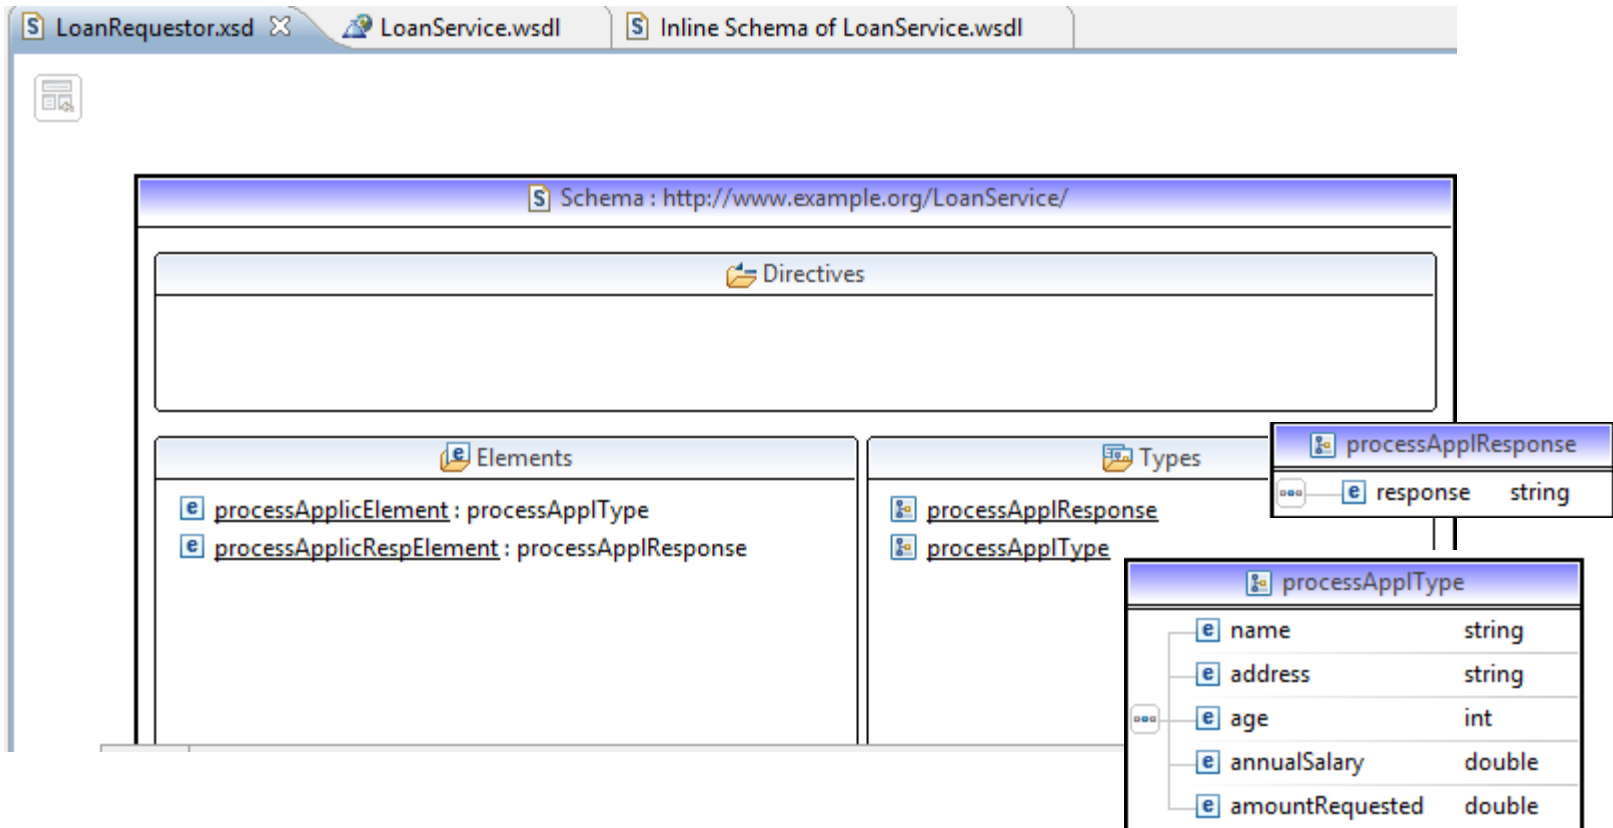 LoanRequestor.xsd
LoanService.wsdl
Inline Schema of LoanService.wsdl
Schema : http://www.example.org/LoanService/
Directives
Elements
processApplicElement : processApplType
processApplicRespElement : processApplResponse
Types
processApplResponse
processApplType
processApplResponse
response string
processApplType
name string
address string
age int
annualSalary double
amountRequested double